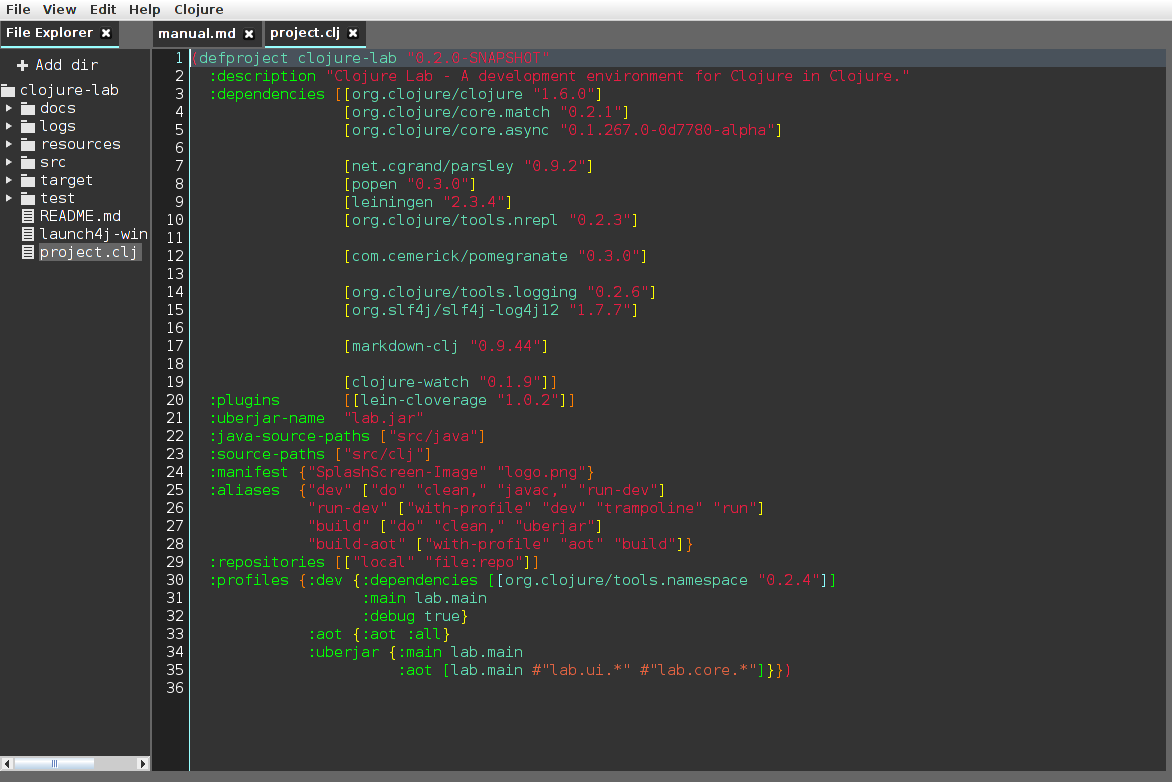 File View Edit Help Clojure
File Explorer manual.md project.clj
Add dir
clojure-lab
docs
logs
resources
src
target
test
README.md
launch4j-win
project.clj
1 (defproject clojure-lab "0.2.0-SNAPSHOT"
2   :description "Clojure Lab - A development environment for Clojure in Clojure."
3   :dependencies [[org.clojure/clojure "1.6.0"]
4                  [org.clojure/core.match "0.2.1"]
5                  [org.clojure/core.async "0.1.267.0-0d7780-alpha"]
6
7                  [net.cgrand/parsley "0.9.2"]
8                  [popen "0.3.0"]
9                  [leiningen "2.3.4"]
10                 [org.clojure/tools.nrepl "0.2.3"]
11
12                 [com.cemerick/pomegranate "0.3.0"]
13
14                 [org.clojure/tools.logging "0.2.6"]
15                 [org.slf4j/slf4j-log4j12 "1.7.7"]
16
17                 [markdown-clj "0.9.44"]
18
19                 [clojure-watch "0.1.9"]]
20  :plugins       [[lein-cloverage "1.0.2"]]
21  :uberjar-name  "lab.jar"
22  :java-source-paths ["src/java"]
23  :source-paths ["src/clj"]
24  :manifest {"SplashScreen-Image" "logo.png"}
25  :aliases  {"dev" ["do" "clean," "javac," "run-dev"]
26             "run-dev" ["with-profile" "dev" "trampoline" "run"]
27             "build" ["do" "clean," "uberjar"]
28             "build-aot" ["with-profile" "aot" "build"]}
29  :repositories [["local" "file:repo"]]
30  :profiles {:dev {:dependencies [[org.clojure/tools.namespace "0.2.4"]]
31                   :main lab.main
32                   :debug true}
33             :aot {:aot :all}
34             :uberjar {:main lab.main
35                       :aot [lab.main #"lab.ui.*" #"lab.core.*"]}})
36